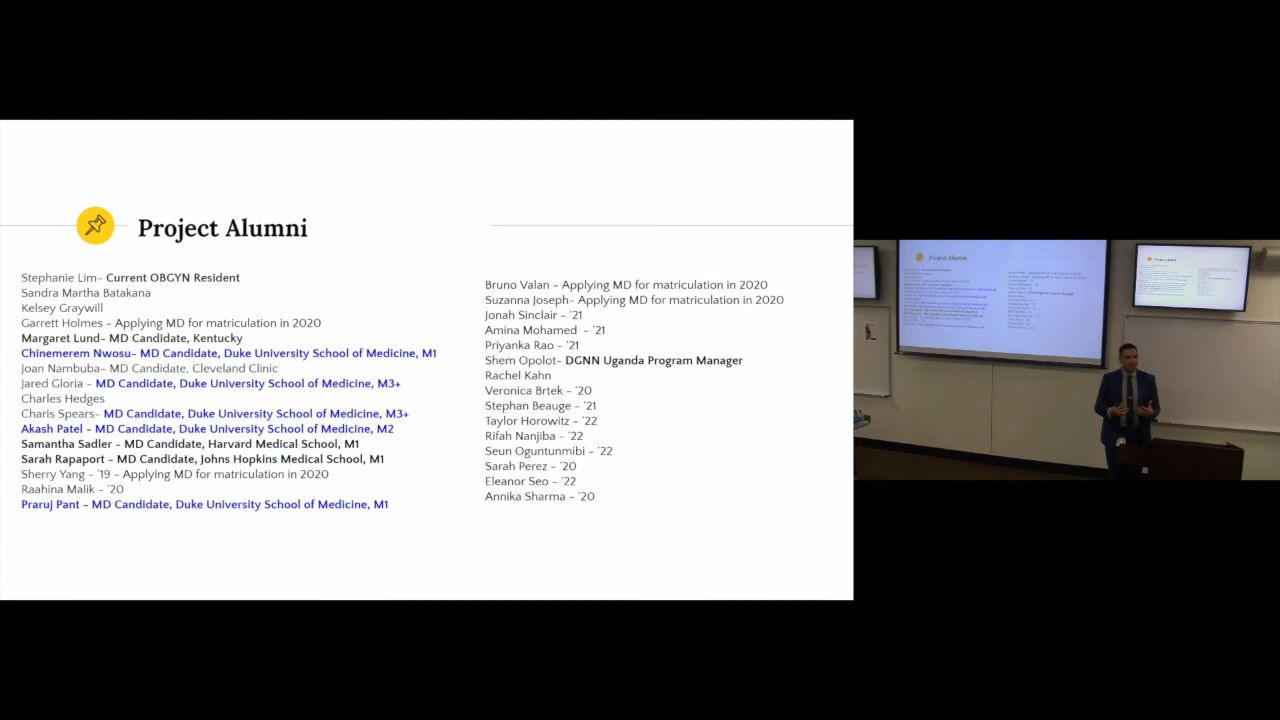 Project Alumni
Stephanie Lim- Current OBGYN Resident
Sandra Martha Batakana
Kelsey Graywill
Garrett Holmes - Applying MD for matriculation in 2020
Margaret Lund- MD Candidate, Kentucky
Chinemerem Nwosu- MD Candidate, Duke University School of Medicine, M1
Joan Nambuba- MD Candidate, Cleveland Clinic
Jared Gloria - MD Candidate, Duke University School of Medicine, M3+
Charles Hedges
Charis Spears- MD Candidate, Duke University School of Medicine, M3+
Akash Patel - MD Candidate, Duke University School of Medicine, M2
Samantha Sadler - MD Candidate, Harvard Medical School, M1
Sarah Rapaport - MD Candidate, Johns Hopkins Medical School, M1
Sherry Yang - '19 - Applying MD for matriculation in 2020
Raahina Malik - '20
Praruj Pant - MD Candidate, Duke University School of Medicine, M1
Bruno Valan - Applying MD for matriculation in 2020
Suzanna Joseph- Applying MD for matriculation in 2020
Jonah Sinclair - '21
Amina Mohamed - '21
Priyanka Rao - '21
Shem Opolot- DGNN Uganda Program Manager
Rachel Kahn
Veronica Brtek - '20
Stephan Beauge - '21
Taylor Horowitz - '22
Rifah Nanjiba - '22
Seun Oguntunmibi - '22
Sarah Perez - '20
Eleanor Seo - '22
Annika Sharma - '20
Project Alumni
Project Alumni